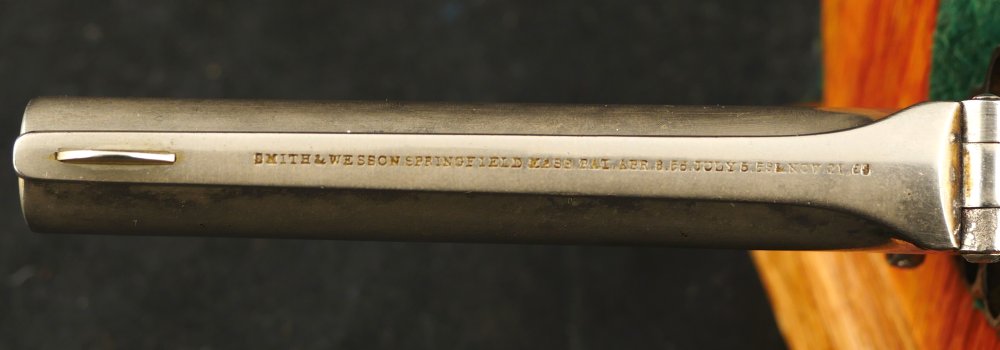 SMITH & WESSON SPRINGFIELD MASS. PAT. APR. 3.55. JULY 5.59 & NOV. 21.65